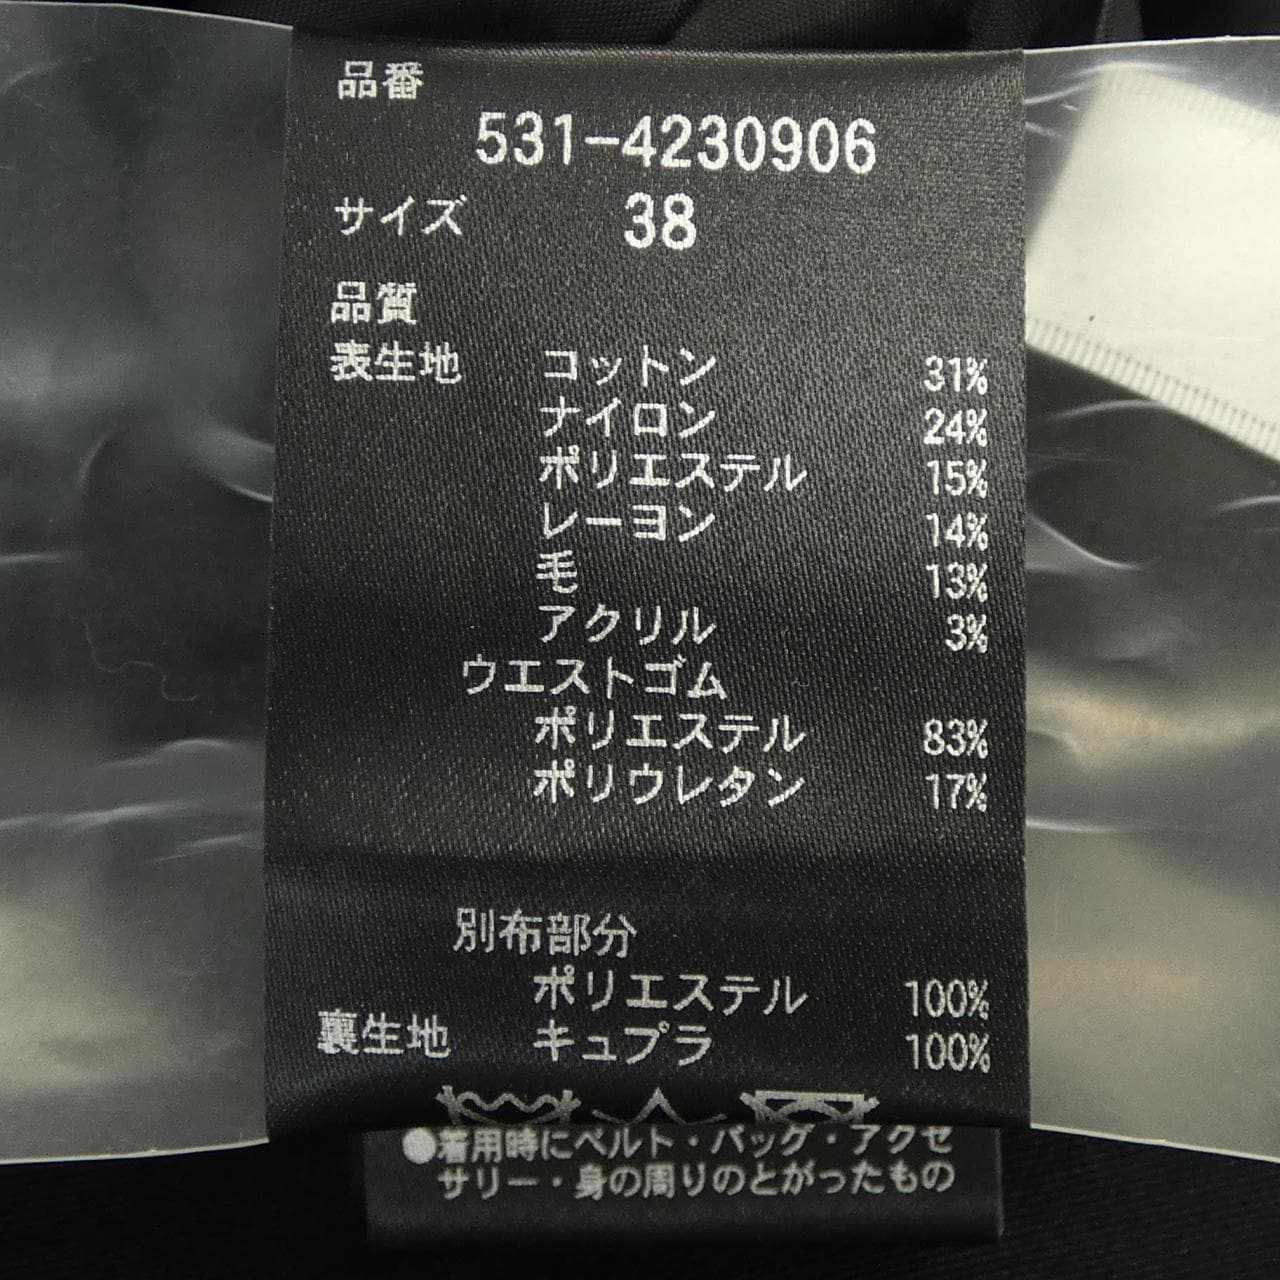 品番
531-4230906
サイズ 38
品質
表生地 コットン 31%
ナイロン 24%
ポリエステル 15%
レーヨン 14%
毛 13%
アクリル 3%
ウエストゴム
ポリエステル 83%
ポリウレタン 17%
別布部分
ポリエステル 100%
裏生地 キュプラ 100%
●着用時にベルト・バッグ・アクセ
サリー・身の周りのとがったもの